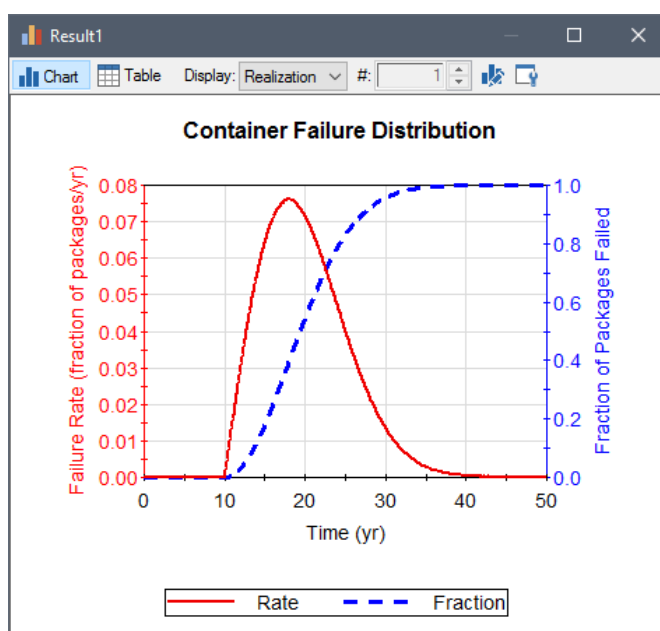 Result1
Chart Table Display: Realization #: 1
Container Failure Distribution
Failure Rate (fraction of packages/yr)
0.08
0.07
0.06
0.05
0.04
0.03
0.02
0.01
0.00
1.0
0.8
0.6
0.4
0.2
0.0
Fraction of Packages Failed
0 10 20 30 40 50
Time (yr)
Rate Fraction